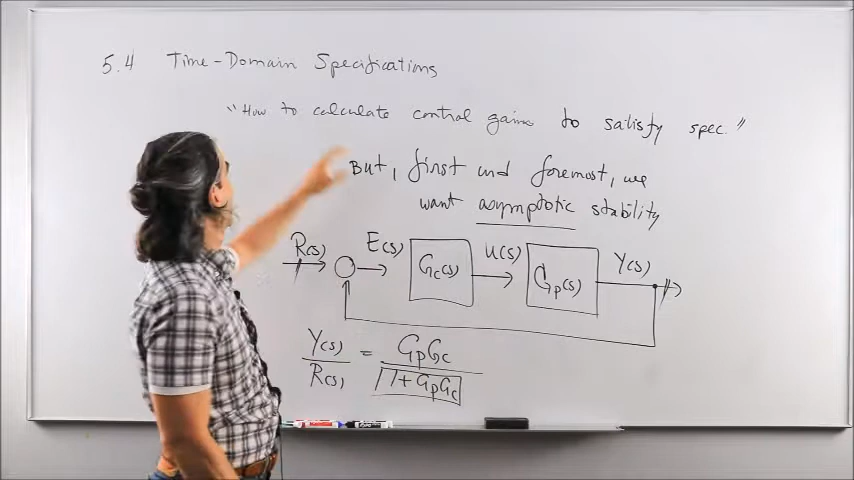 5.4 Time-Domain Specifications
"How to calculate control gains to satisfy spec."
But, first and foremost, we
want asymptotic stability
R(s) E(s) Gc(s) U(s) Gp(s) Y(s)
Y(s) = GpGc
R(s) 1+GpGc